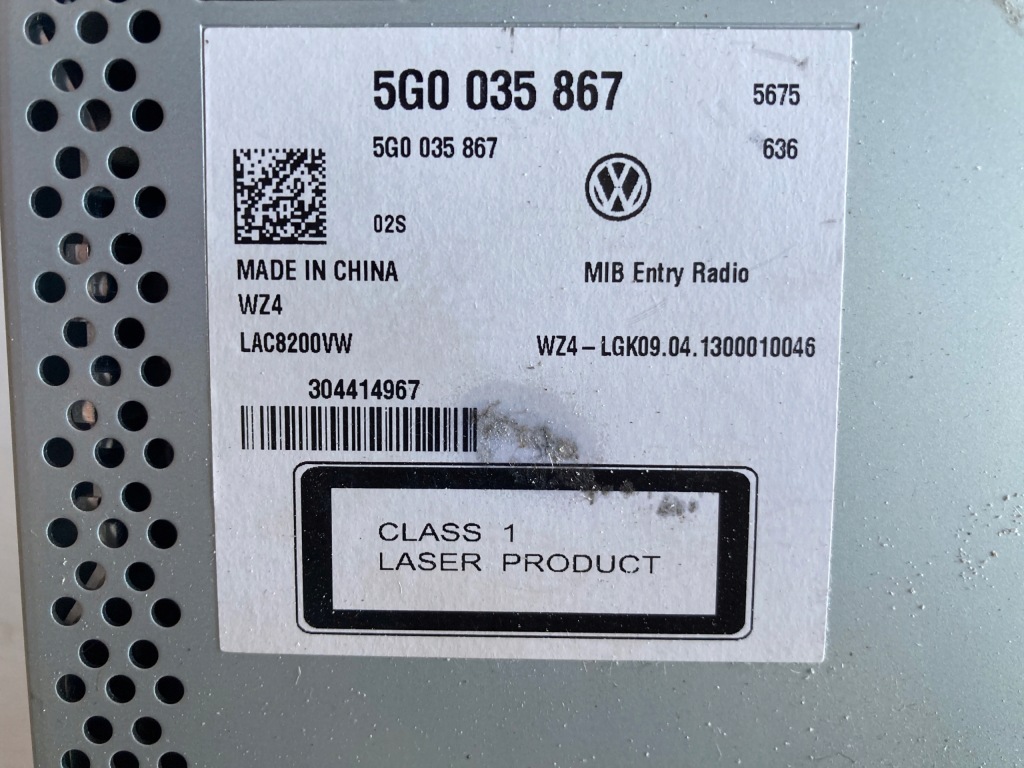 5G0 035 867
5675
5G0 035 867
636
02S
MADE IN CHINA
MIB Entry Radio
WZ4
LAC8200VW
WZ4-LGK09.04.1300010046
304414967
CLASS 1
LASER PRODUCT